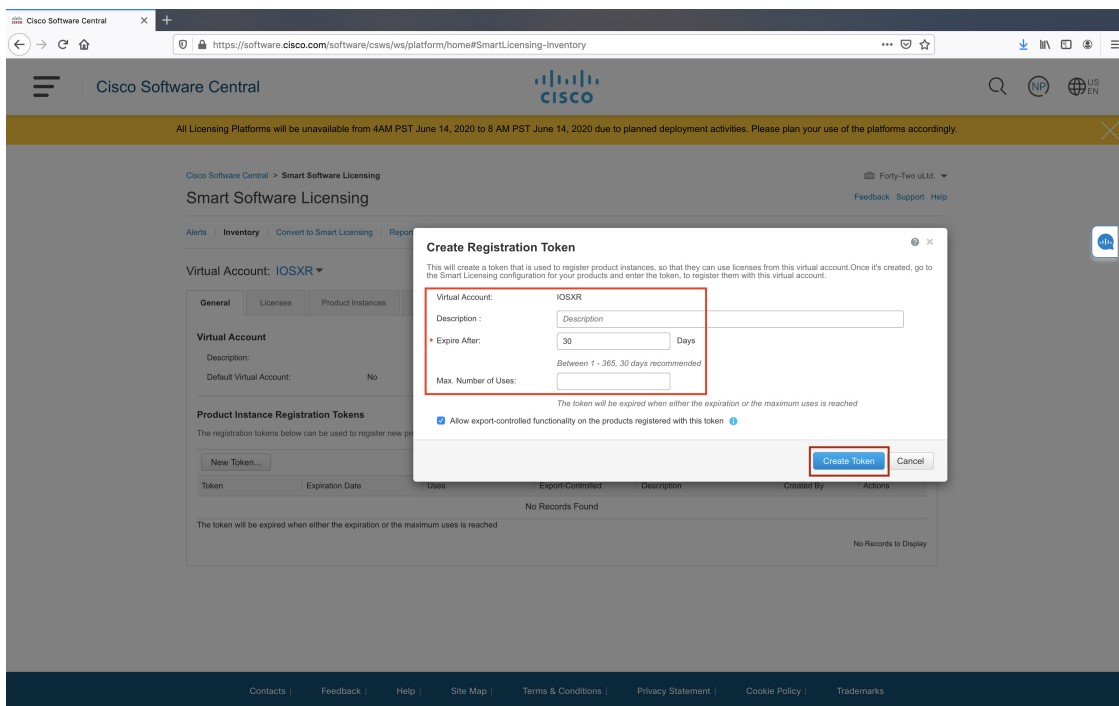 Cisco Software Central
https://software.cisco.com/software/csws/ws/platform/home#SmartLicensing-Inventory
Cisco Software Central
CISCO
NP
US
EN
All Licensing Platforms will be unavailable from 4AM PST June 14, 2020 to 8 AM PST June 14, 2020 due to planned deployment activities. Please plan your use of the platforms accordingly.
Cisco Software Central > Smart Software Licensing
Forty-Two uLtd.
Smart Software Licensing
Feedback Support Help
Alerts | Inventory | Convert to Smart Licensing | Repor
Virtual Account: IOSXR
General Licenses Product Instances
Virtual Account
Description:
Default Virtual Account: No
Product Instance Registration Tokens
The registration tokens below can be used to register new pr
New Token...
Token Expiration Date Uses Export-Controlled Description Created By Actions
No Records Found
The token will be expired when either the expiration or the maximum uses is reached
No Records to Display
Create Registration Token
This will create a token that is used to register product instances, so that they can use licenses from this virtual account.Once it's created, go to
the Smart Licensing configuration for your products and enter the token, to register them with this virtual account.
Virtual Account: IOSXR
Description : Description
* Expire After: 30 Days
Between 1 - 365, 30 days recommended
Max. Number of Uses:
The token will be expired when either the expiration or the maximum uses is reached
Allow export-controlled functionality on the products registered with this token
Create Token Cancel
Contacts | Feedback | Help | Site Map | Terms & Conditions | Privacy Statement | Cookie Policy | Trademarks